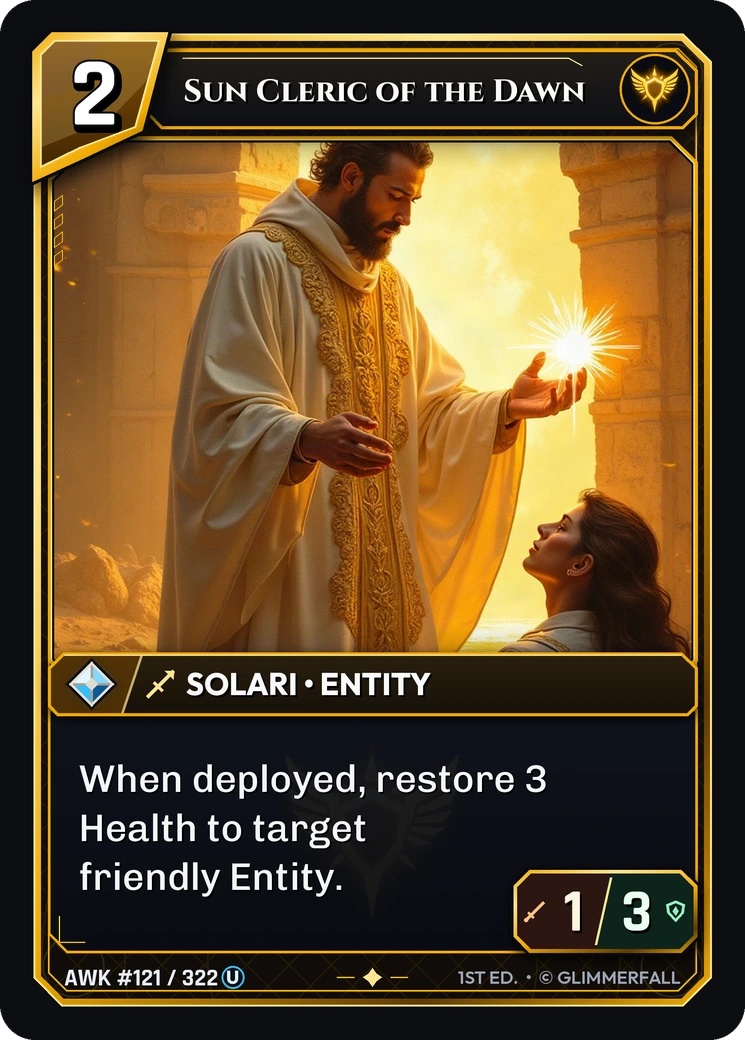 2
SUN CLERIC OF THE DAWN
SOLARI • ENTITY
When deployed, restore 3
Health to target
friendly Entity.
1 / 3
AWK #121 / 322 U
1ST ED. • © GLIMMERFALL